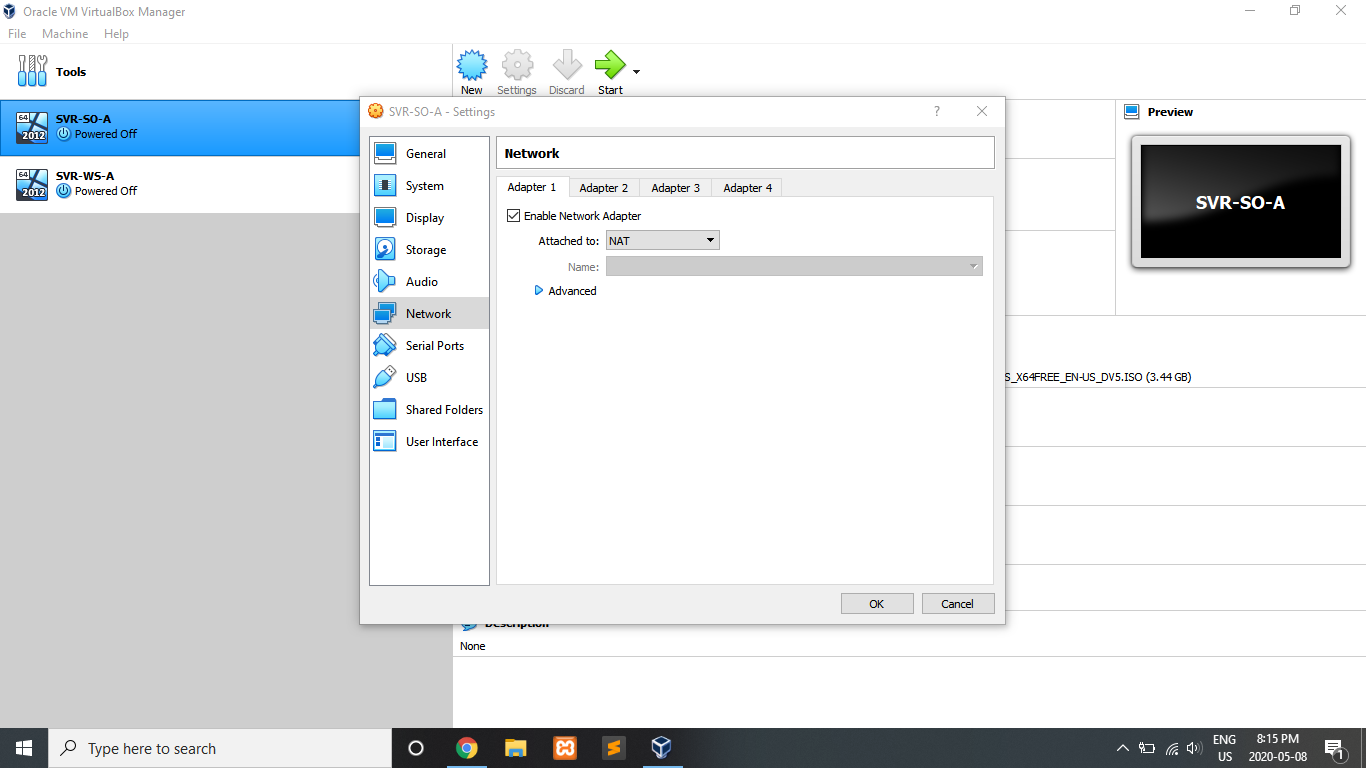 Oracle VM VirtualBox Manager
File Machine Help
Tools
New Settings Discard Start
64
2012
SVR-SO-A
Powered Off
64
2012
SVR-WS-A
Powered Off
SVR-SO-A - Settings
?
General
System
Display
Storage
Audio
Network
Serial Ports
USB
Shared Folders
User Interface
Network
Adapter 1 Adapter 2 Adapter 3 Adapter 4
Enable Network Adapter
Attached to: NAT
Name:
Advanced
OK Cancel
Preview
SVR-SO-A
S_X64FREE_EN-US_DV5.ISO (3.44 GB)
Description
None
Type here to search
ENG
US
8:15 PM
2020-05-08
1